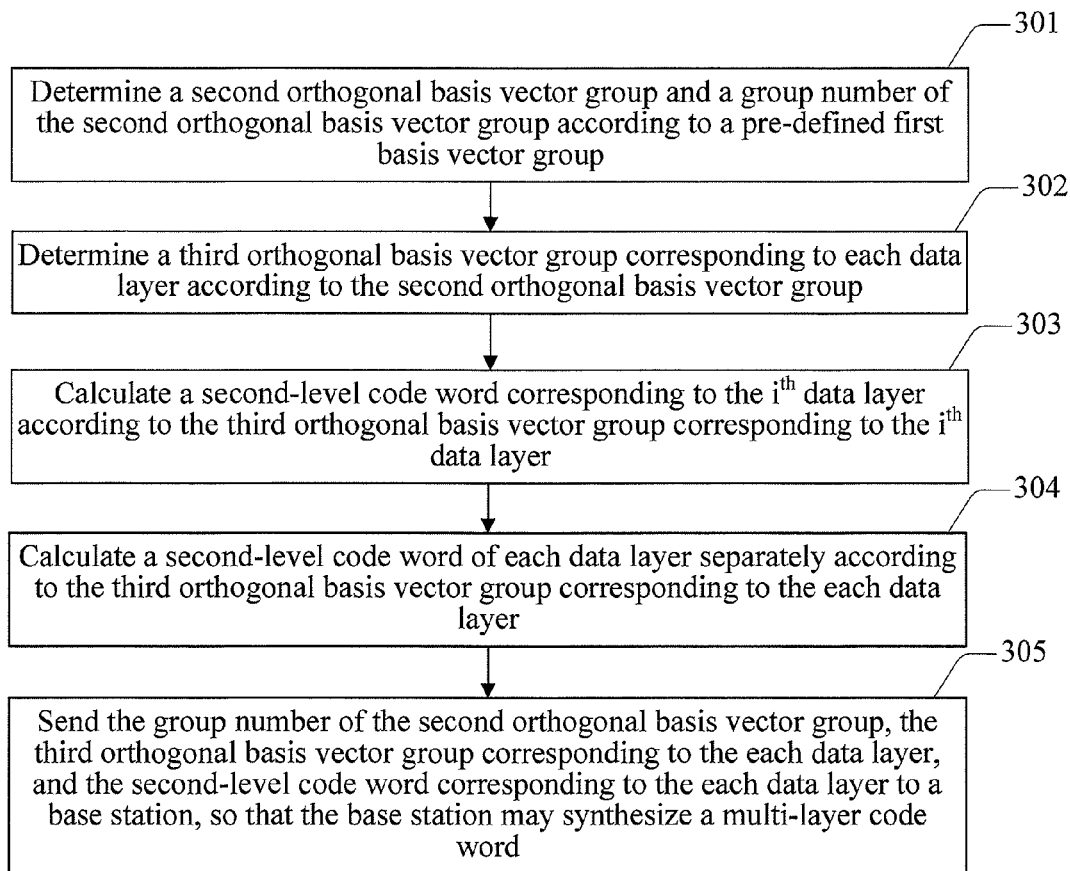 301
Determine a second orthogonal basis vector group and a group number of
the second orthogonal basis vector group according to a pre-defined first
basis vector group
302
Determine a third orthogonal basis vector group corresponding to each data
layer according to the second orthogonal basis vector group
303
Calculate a second-level code word corresponding to the ith data layer
according to the third orthogonal basis vector group corresponding to the ith
data layer
304
Calculate a second-level code word of each data layer separately according
to the third orthogonal basis vector group corresponding to the each data
layer
305
Send the group number of the second orthogonal basis vector group, the
third orthogonal basis vector group corresponding to the each data layer,
and the second-level code word corresponding to the each data layer to a
base station, so that the base station may synthesize a multi-layer code
word